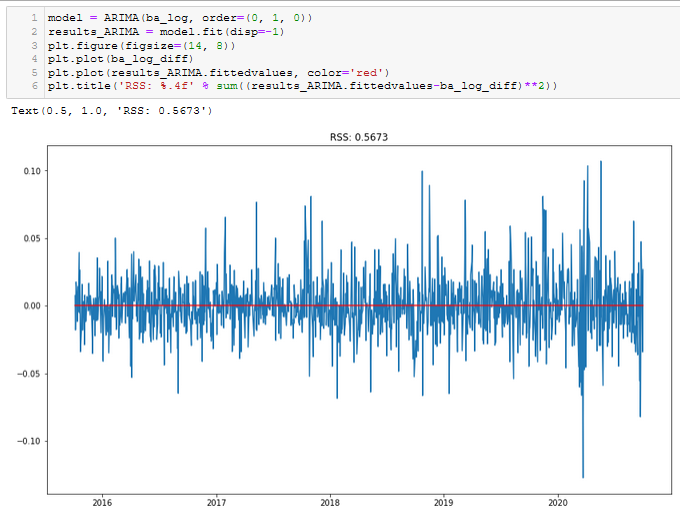 1 model = ARIMA(ba_log, order=(0, 1, 0))
2 results_ARIMA = model.fit(disp=-1)
3 plt.figure(figsize=(14, 8))
4 plt.plot(ba_log_diff)
5 plt.plot(results_ARIMA.fittedvalues, color='red')
6 plt.title('RSS: %.4f' % sum((results_ARIMA.fittedvalues-ba_log_diff)**2))
Text(0.5, 1.0, 'RSS: 0.5673')
RSS: 0.5673
0.10
0.05
0.00
−0.05
−0.10
2016 2017 2018 2019 2020